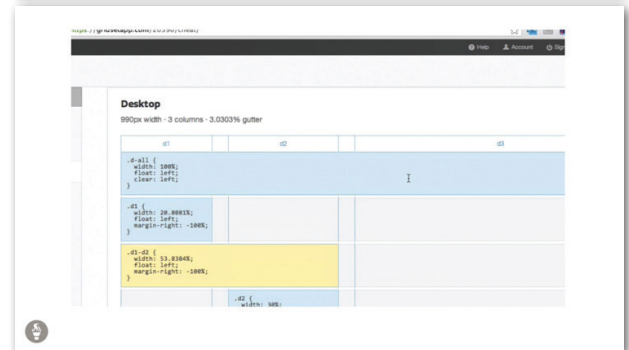 Help Account Sign
Desktop
990px width · 3 columns · 3.0303% gutter
d1 d2 d3
.d-all {
width: 100%;
float: left;
clear: left;
}
.d1 {
width: 20.8081%;
float: left;
margin-right: -100%;
}
.d1-d2 {
width: 53.8384%;
float: left;
margin-right: -100%;
}
.d2 {
width: 30%;